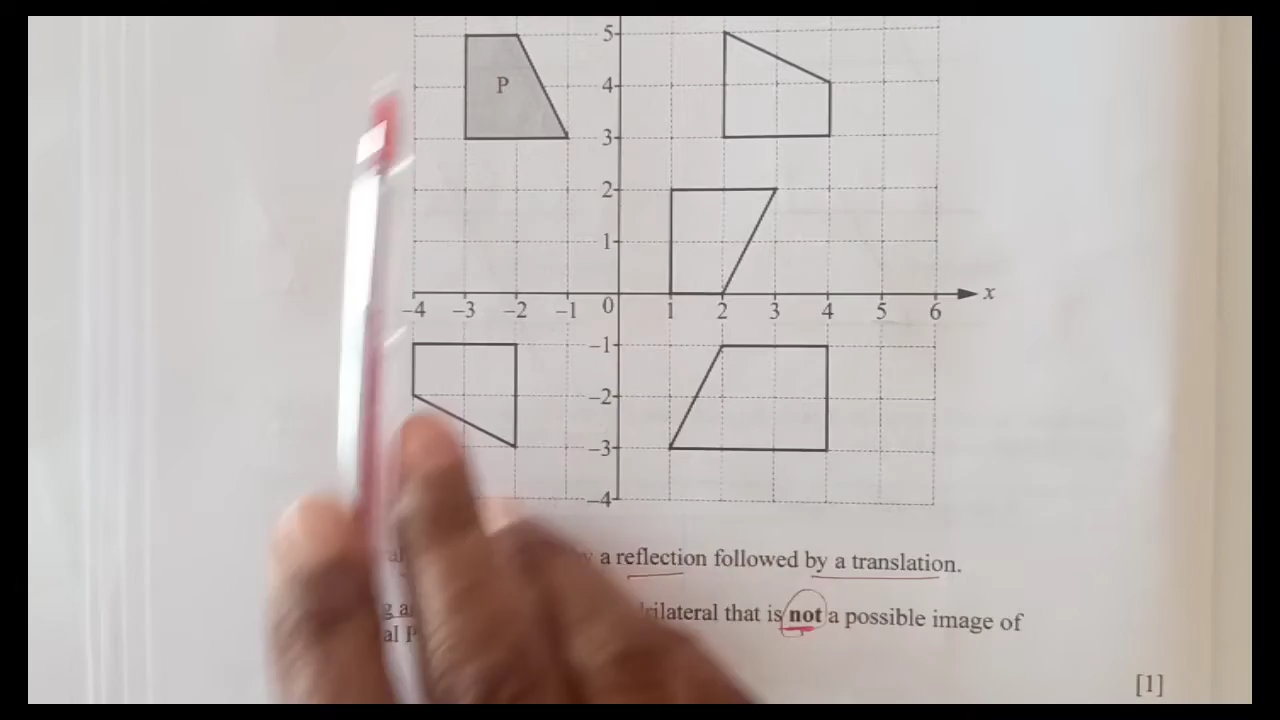 5
P
4
3
2
1
-4 -3 -2 -1 0 1 2 3 4 5 6 x
-1
-2
-3
-4
a reflection followed by a translation.
that is not a possible image of
P
[1]